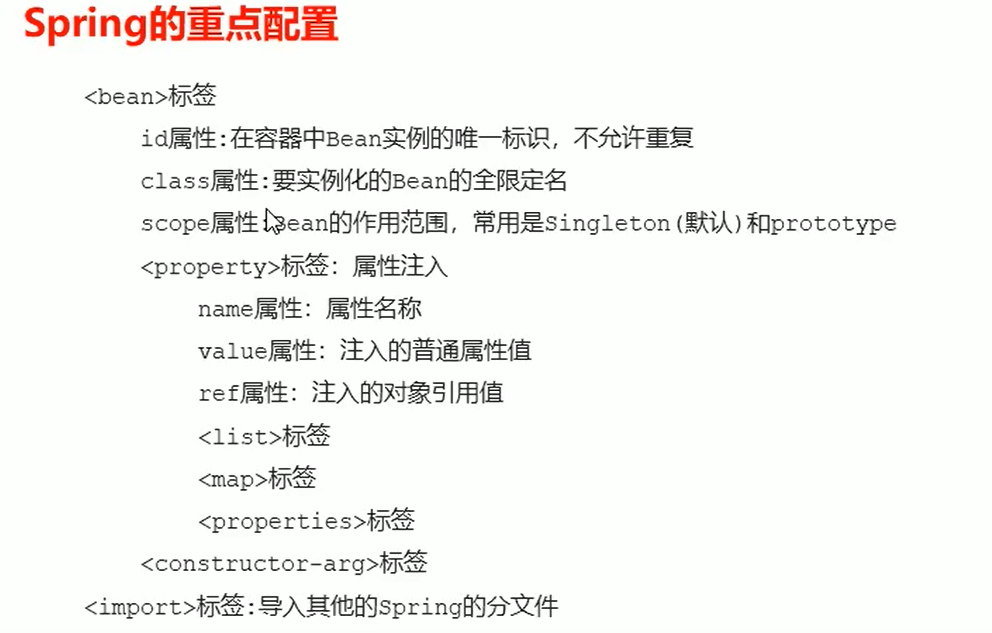 Spring的重点配置
<bean>标签
id属性:在容器中Bean实例的唯一标识，不允许重复
class属性:要实例化的Bean的全限定名
scope属性:Bean的作用范围，常用是Singleton(默认)和prototype
<property>标签：属性注入
name属性：属性名称
value属性：注入的普通属性值
ref属性：注入的对象引用值
<list>标签
<map>标签
<properties>标签
<constructor-arg>标签
<import>标签:导入其他的Spring的分文件